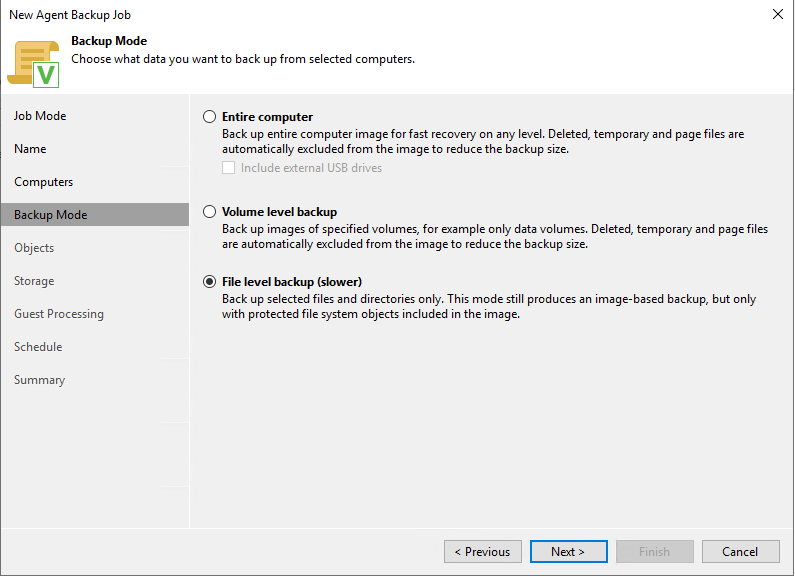 New Agent Backup Job
Backup Mode
Choose what data you want to back up from selected computers.
V
Job Mode
Name
Computers
Backup Mode
Objects
Storage
Guest Processing
Schedule
Summary
Entire computer
Back up entire computer image for fast recovery on any level. Deleted, temporary and page files are
automatically excluded from the image to reduce the backup size.
Include external USB drives
Volume level backup
Back up images of specified volumes, for example only data volumes. Deleted, temporary and page files
are automatically excluded from the image to reduce the backup size.
File level backup (slower)
Back up selected files and directories only. This mode still produces an image-based backup, but only
with protected file system objects included in the image.
< Previous
Next >
Finish
Cancel